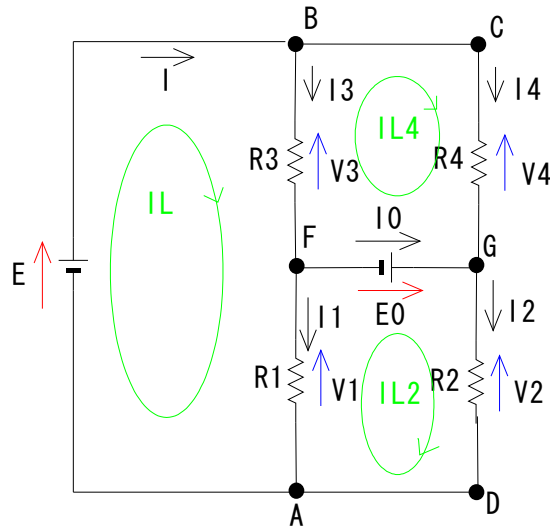 B C
I I3 I4
IL4
R3 V3 R4 V4
IL
I0
F G
E
E0
I1 I2
R1 V1 IL2 R2 V2
A D